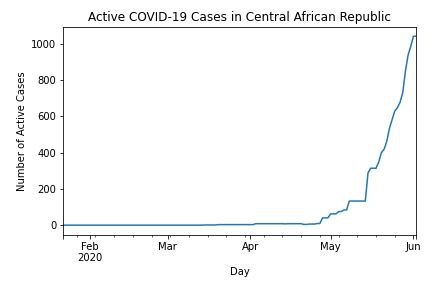 Active COVID-19 Cases in Central African Republic
Number of Active Cases
1000
800
600
400
200
0
Feb
2020
Mar
Apr
May
Jun
Day